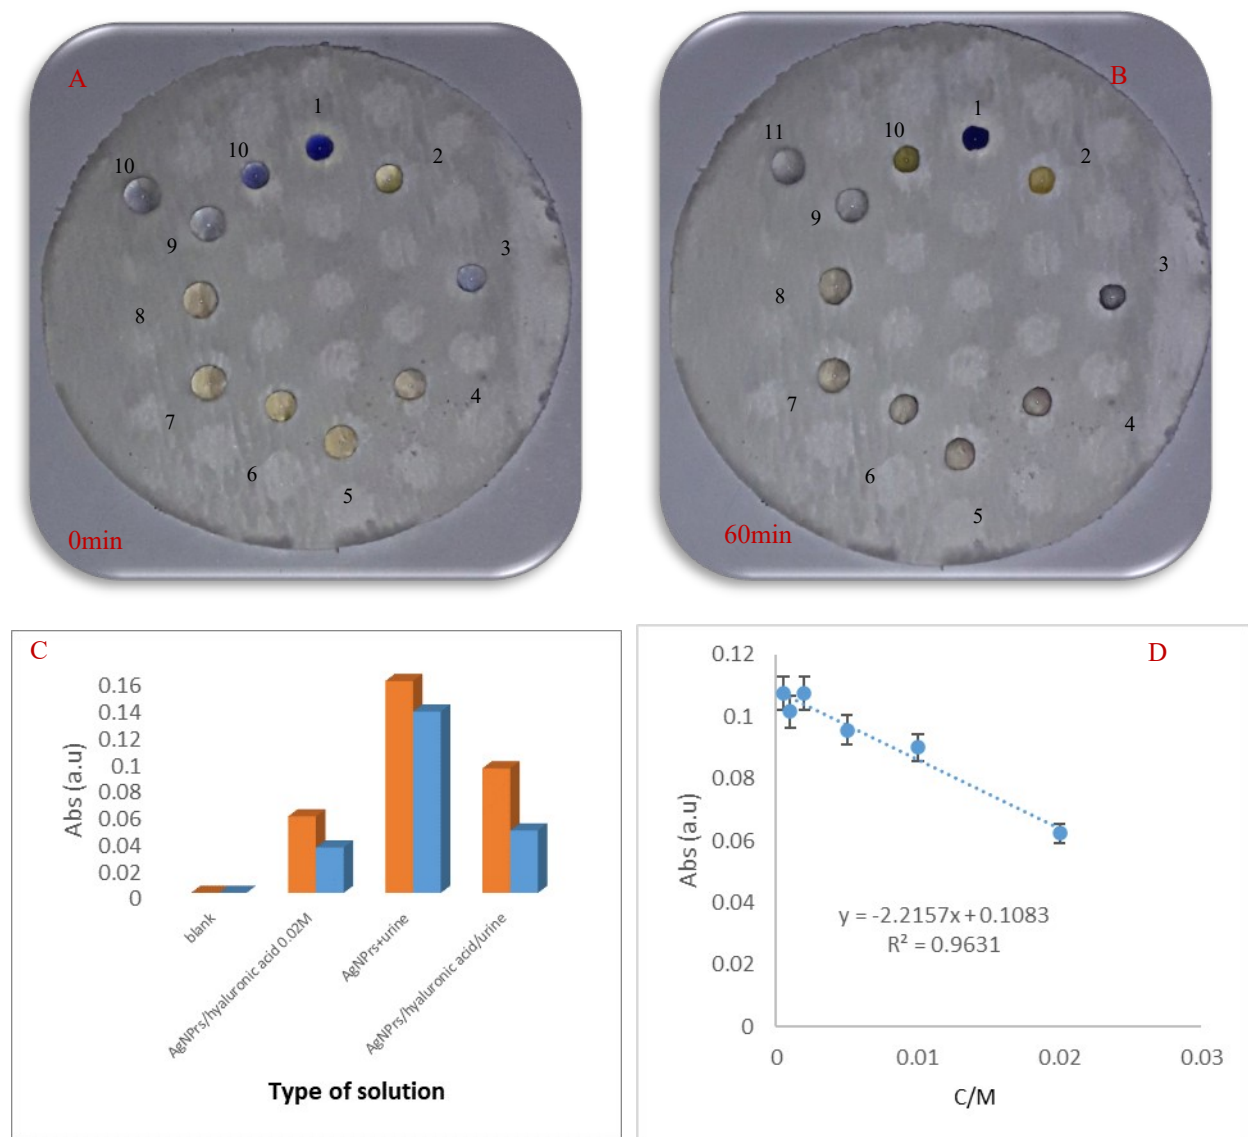 A
1
10
10
2
9
3
8
7
4
6
5
0min
B
1
11
10
2
9
3
8
7
4
6
5
60min
C
0.16
0.14
0.12
0.1
0.08
0.06
0.04
0.02
0
Abs (a.u)
blank
AgNPrs/hyaluronic acid 0.02M
AgNPrs+urine
AgNPrs/hyaluronic acid/urine
Type of solution
D
0.12
0.1
0.08
0.06
0.04
0.02
0
Abs (a.u)
y = -2.2157x + 0.1083
R² = 0.9631
0
0.01
0.02
0.03
C/M